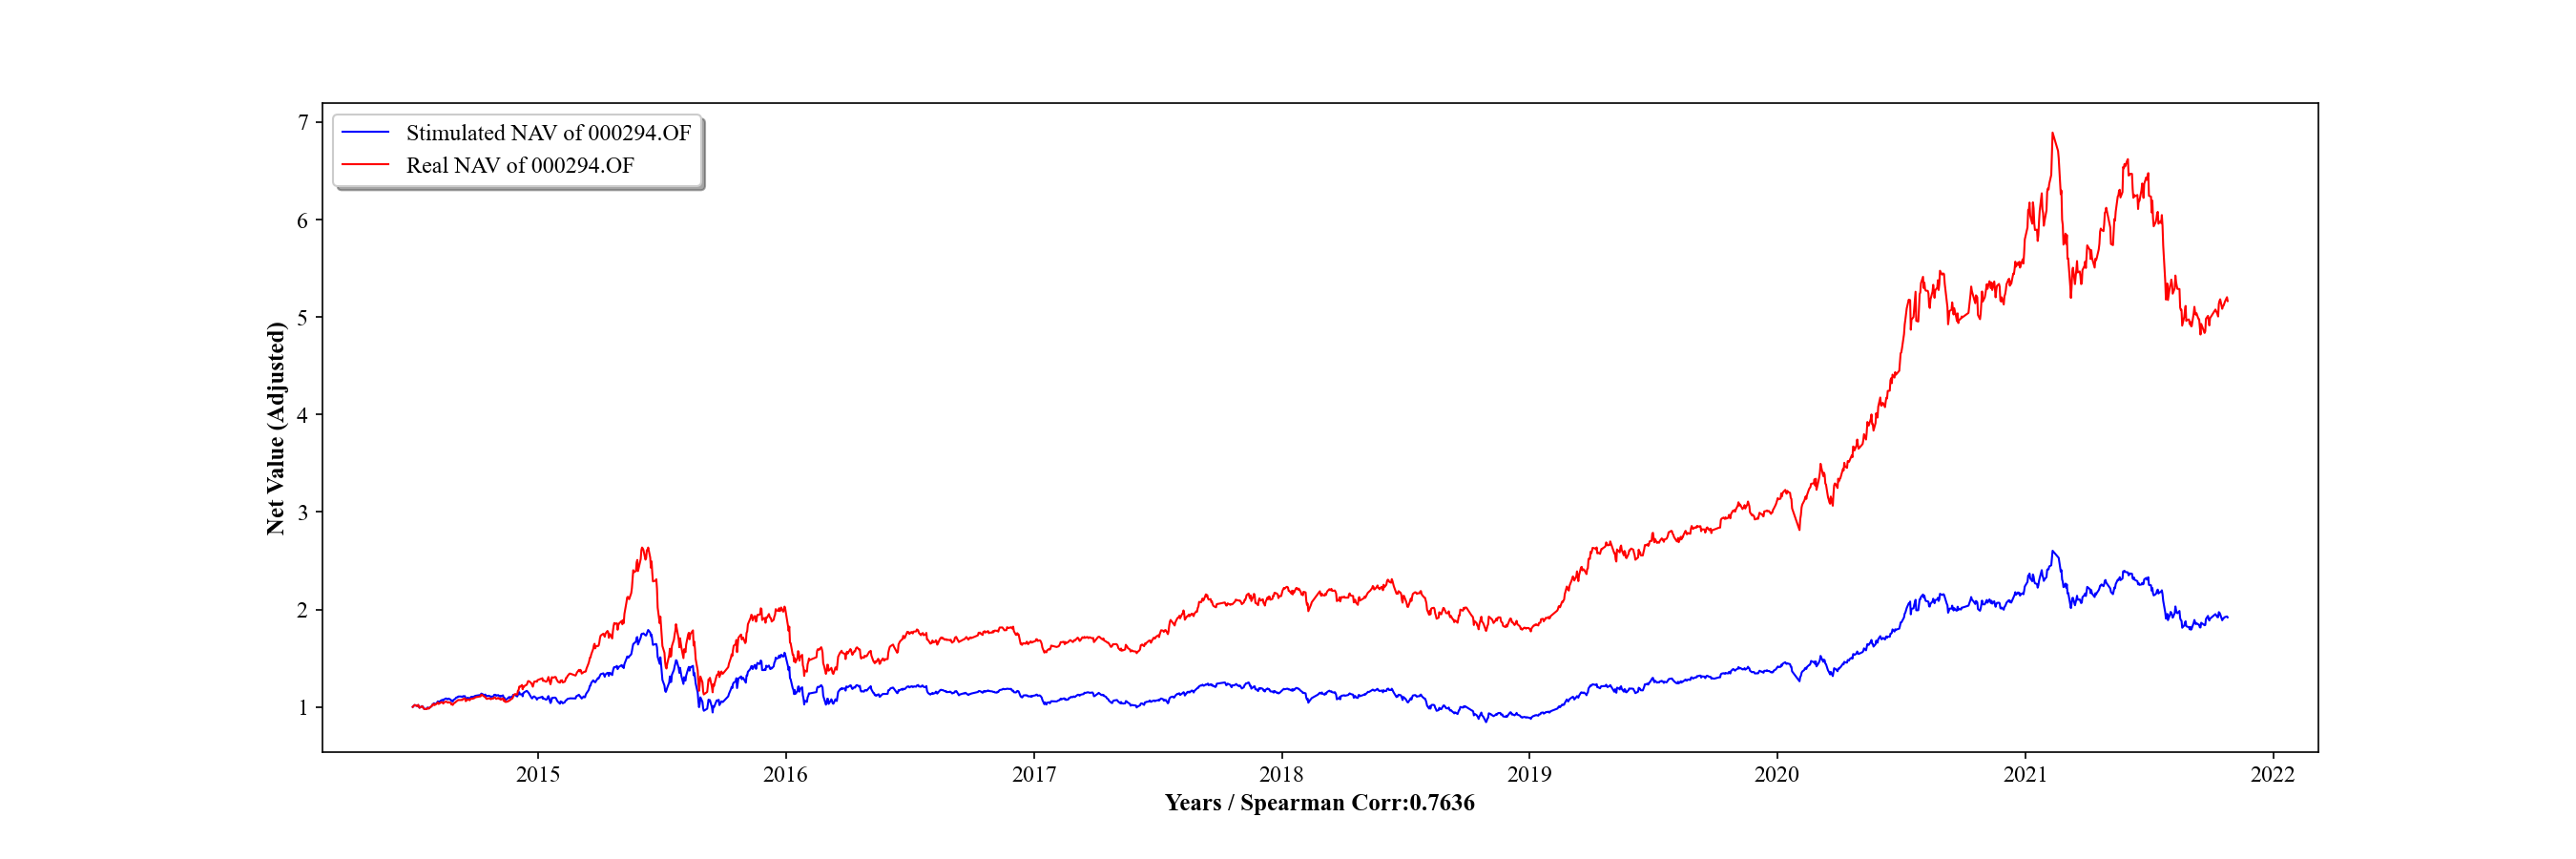 Stimulated NAV of 000294.OF
Real NAV of 000294.OF
7
6
5
4
3
2
1
Net Value (Adjusted)
2015 2016 2017 2018 2019 2020 2021 2022
Years / Spearman Corr:0.7636